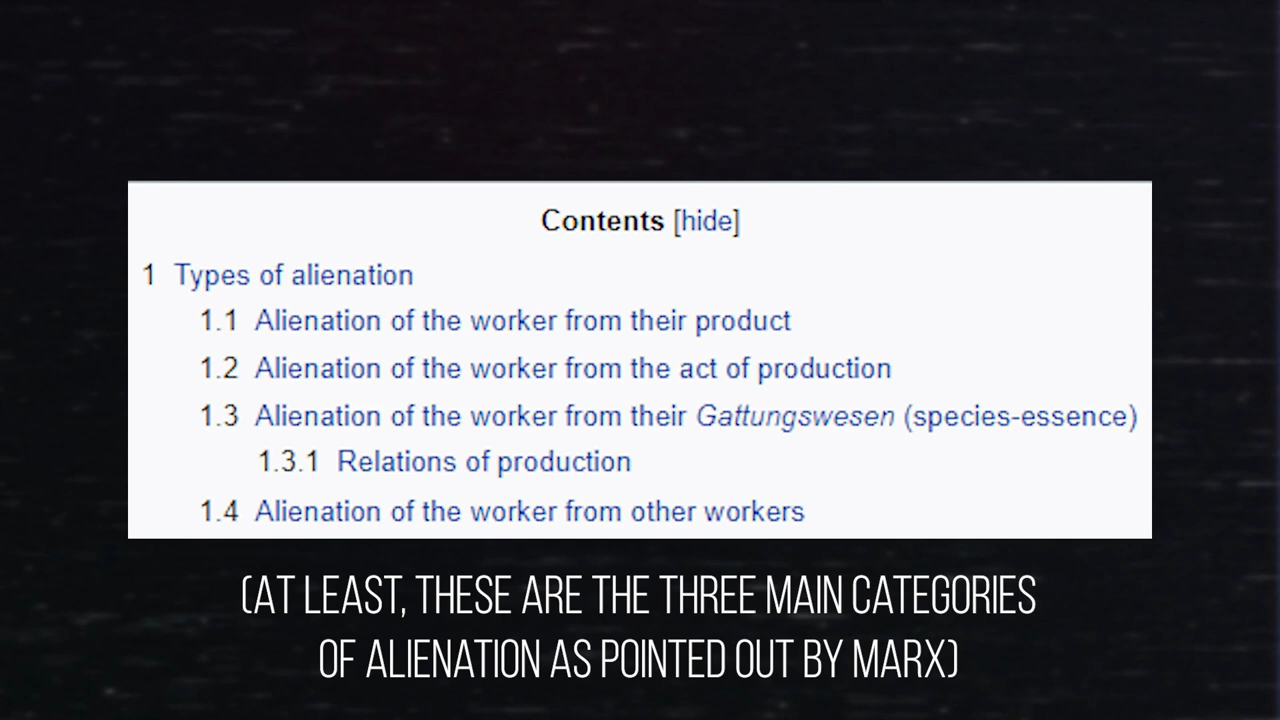 Contents [hide]
1 Types of alienation
1.1 Alienation of the worker from their product
1.2 Alienation of the worker from the act of production
1.3 Alienation of the worker from their Gattungswesen (species-essence)
1.3.1 Relations of production
1.4 Alienation of the worker from other workers
(AT LEAST, THESE ARE THE THREE MAIN CATEGORIES
OF ALIENATION AS POINTED OUT BY MARX)